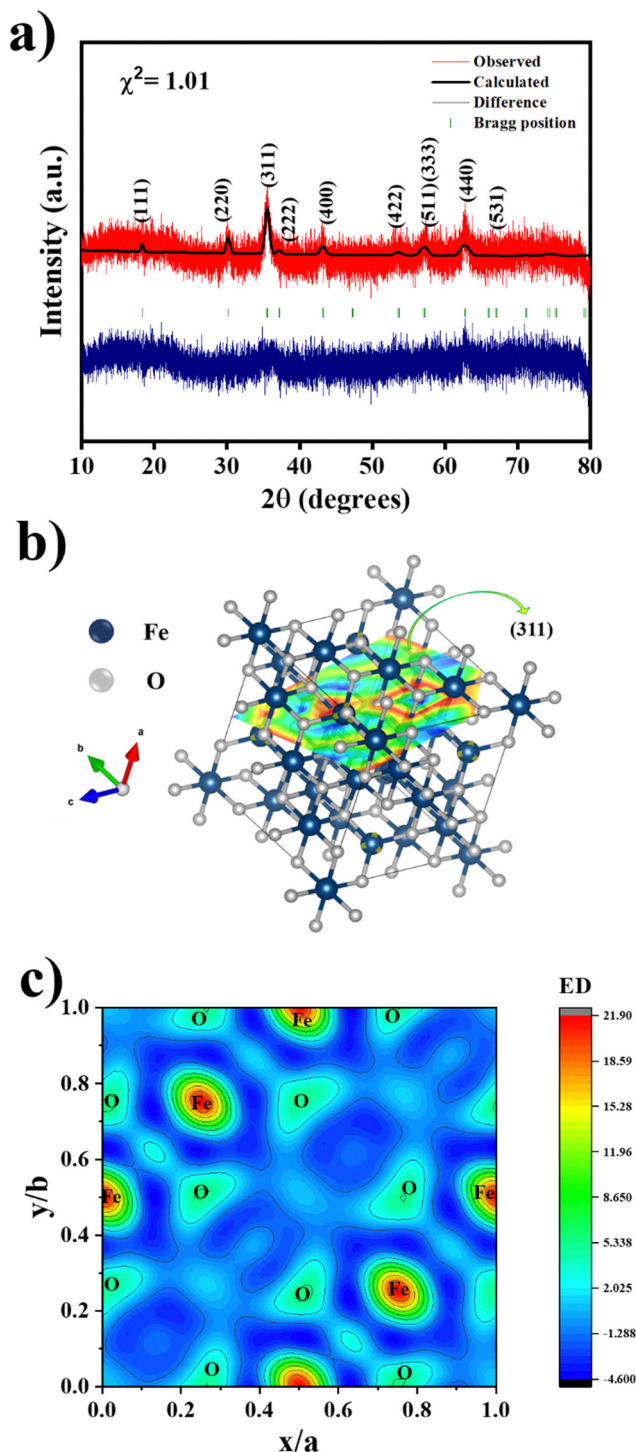 a)
χ²= 1.01
Observed
Calculated
Difference
Bragg position
(111)
(220)
(311)
(222)
(400)
(422)
(511)
(333)
(440)
(531)
Intensity (a.u.)
10 20 30 40 50 60 70 80
2θ (degrees)
b)
Fe
O
(311)
a
b
c
c)
ED
1.0
0.8
0.6
0.4
0.2
0.0
y/b
O Fe O
O Fe O
Fe O O Fe
O O Fe
O O
0.0 0.2 0.4 0.6 0.8 1.0
x/a
21.90
18.59
15.28
11.96
8.650
5.338
2.025
-1.288
-4.600